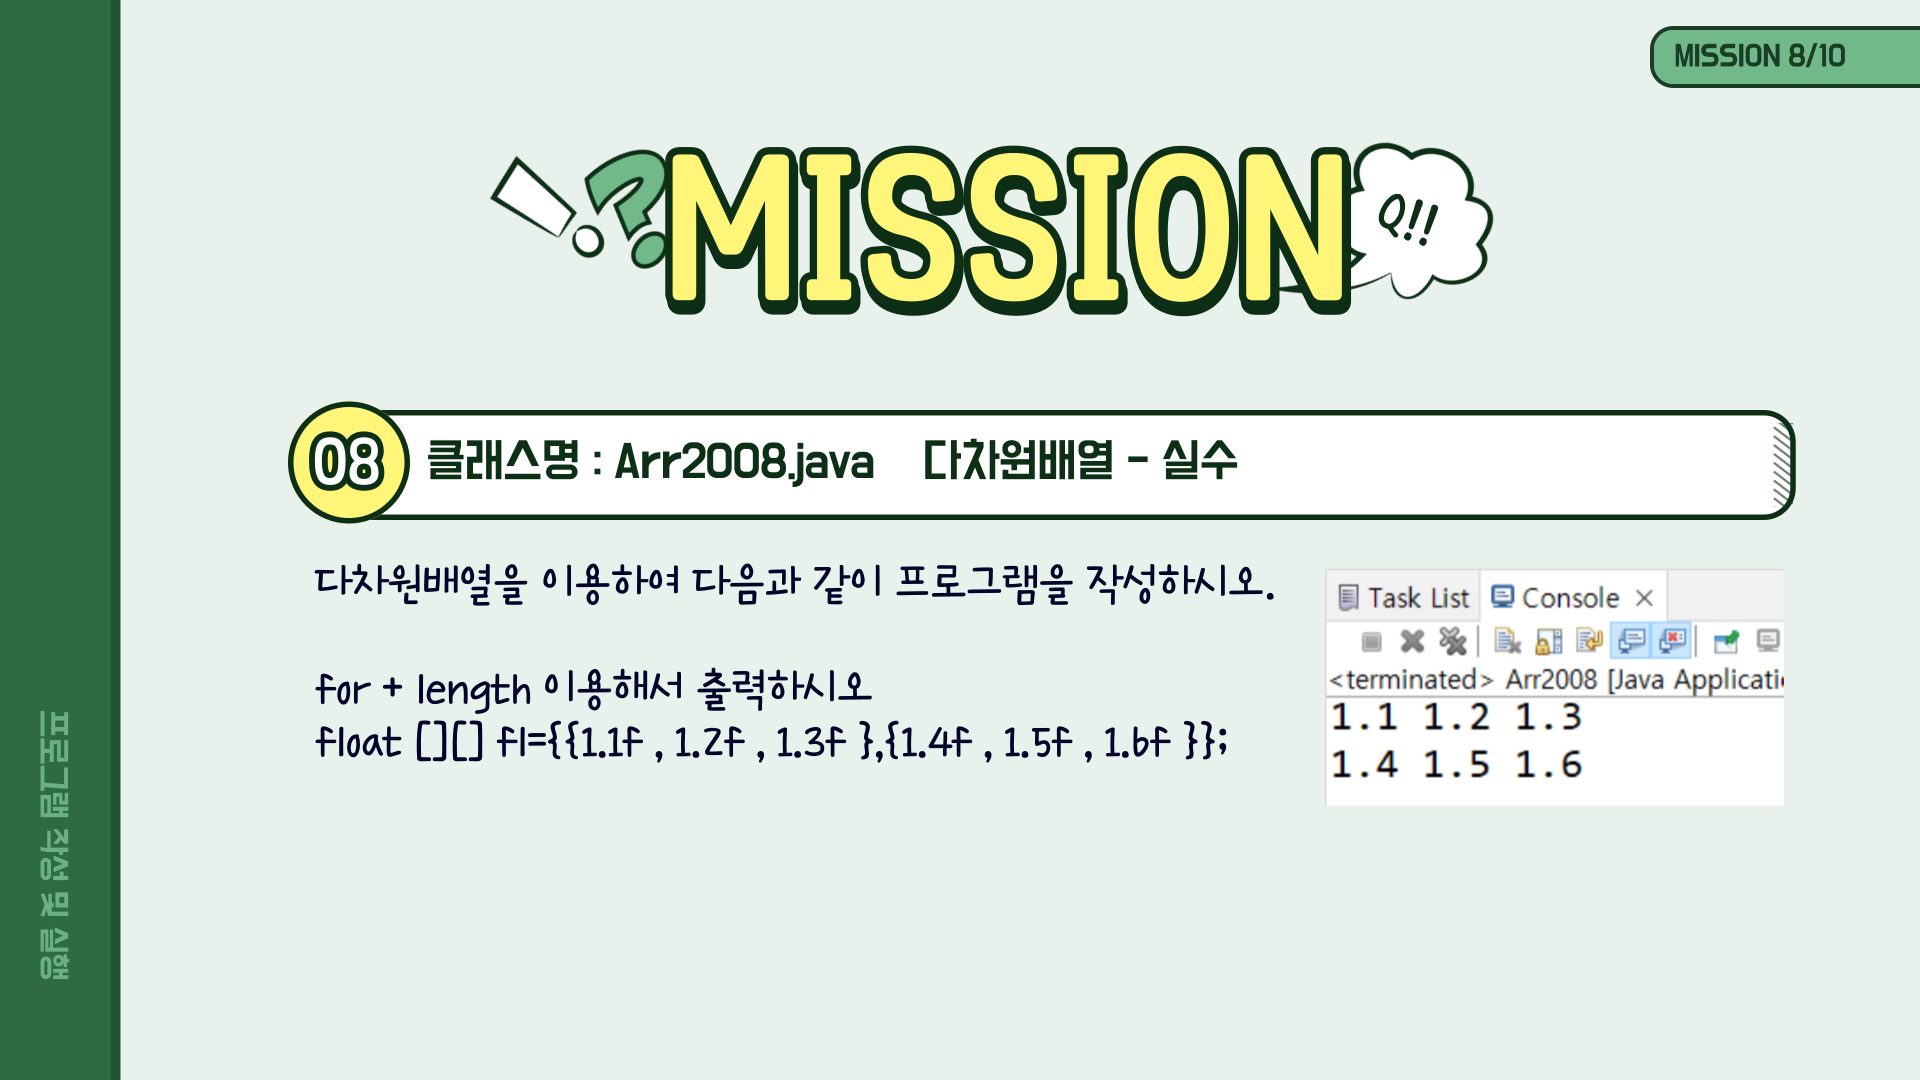 MISSION 8/10
MISSION
Q!!
08 클래스명 : Arr2008.java 다차원배열 - 실수
다차원배열을 이용하여 다음과 같이 프로그램을 작성하시오.
for + length 이용해서 출력하시오
float [][] fl={{1.1f , 1.2f , 1.3f },{1.4f , 1.5f , 1.6f }};
Task List Console
<terminated> Arr2008 [Java Applicati
1.1 1.2 1.3
1.4 1.5 1.6
프로그램 작성 및 실행